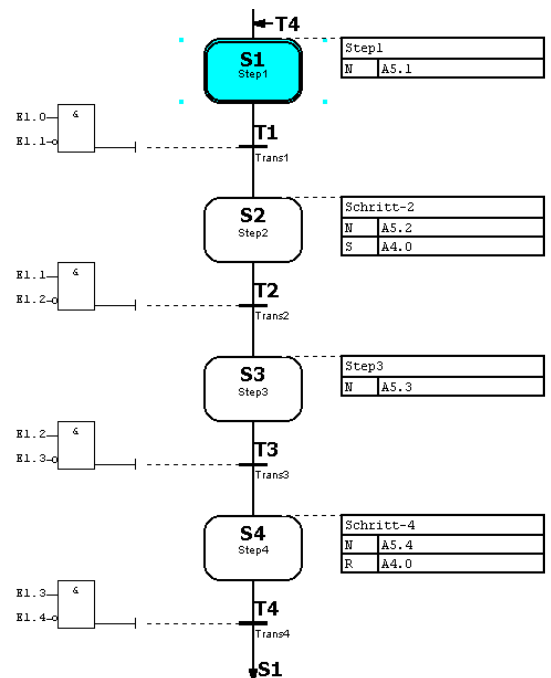 T4
S1
Step1
Step1
N A5.1
E1.0 &
E1.1
T1
Trans1
S2
Step2
Schritt-2
N A5.2
S A4.0
E1.1 &
E1.2
T2
Trans2
S3
Step3
Step3
N A5.3
E1.2 &
E1.3
T3
Trans3
S4
Step4
Schritt-4
N A5.4
R A4.0
E1.3 &
E1.4
T4
Trans4
S1